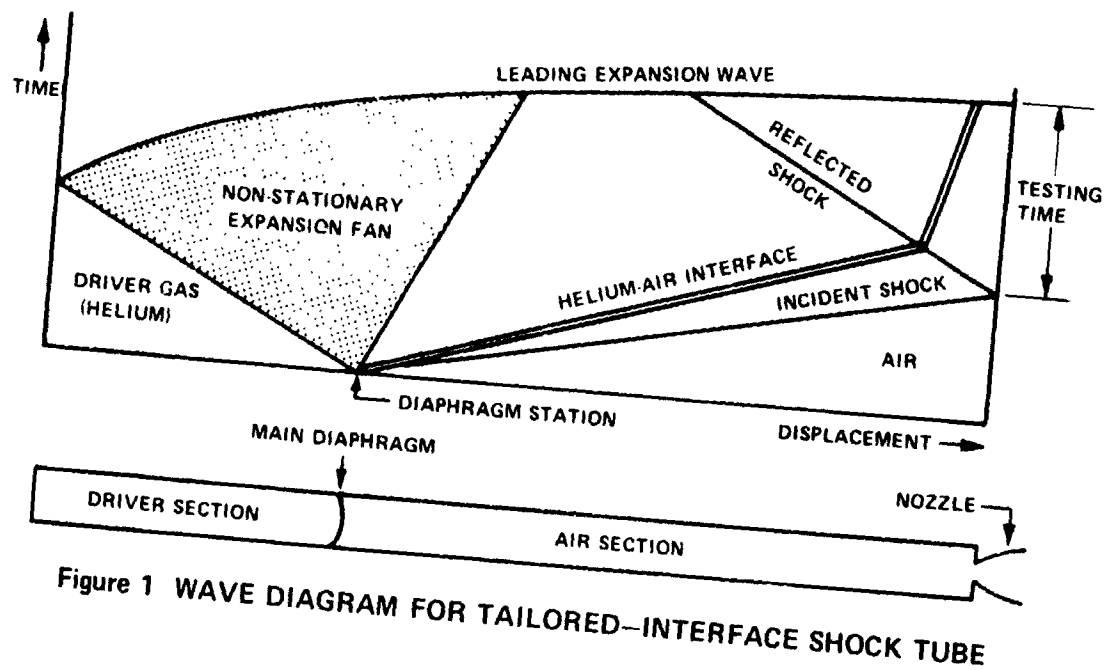 TIME
LEADING EXPANSION WAVE
REFLECTED
SHOCK
NON-STATIONARY
EXPANSION FAN
TESTING
TIME
DRIVER GAS
(HELIUM)
HELIUM-AIR INTERFACE
INCIDENT SHOCK
AIR
DIAPHRAGM STATION
DISPLACEMENT
MAIN DIAPHRAGM
NOZZLE
DRIVER SECTION
AIR SECTION
Figure 1 WAVE DIAGRAM FOR TAILORED-INTERFACE SHOCK TUBE